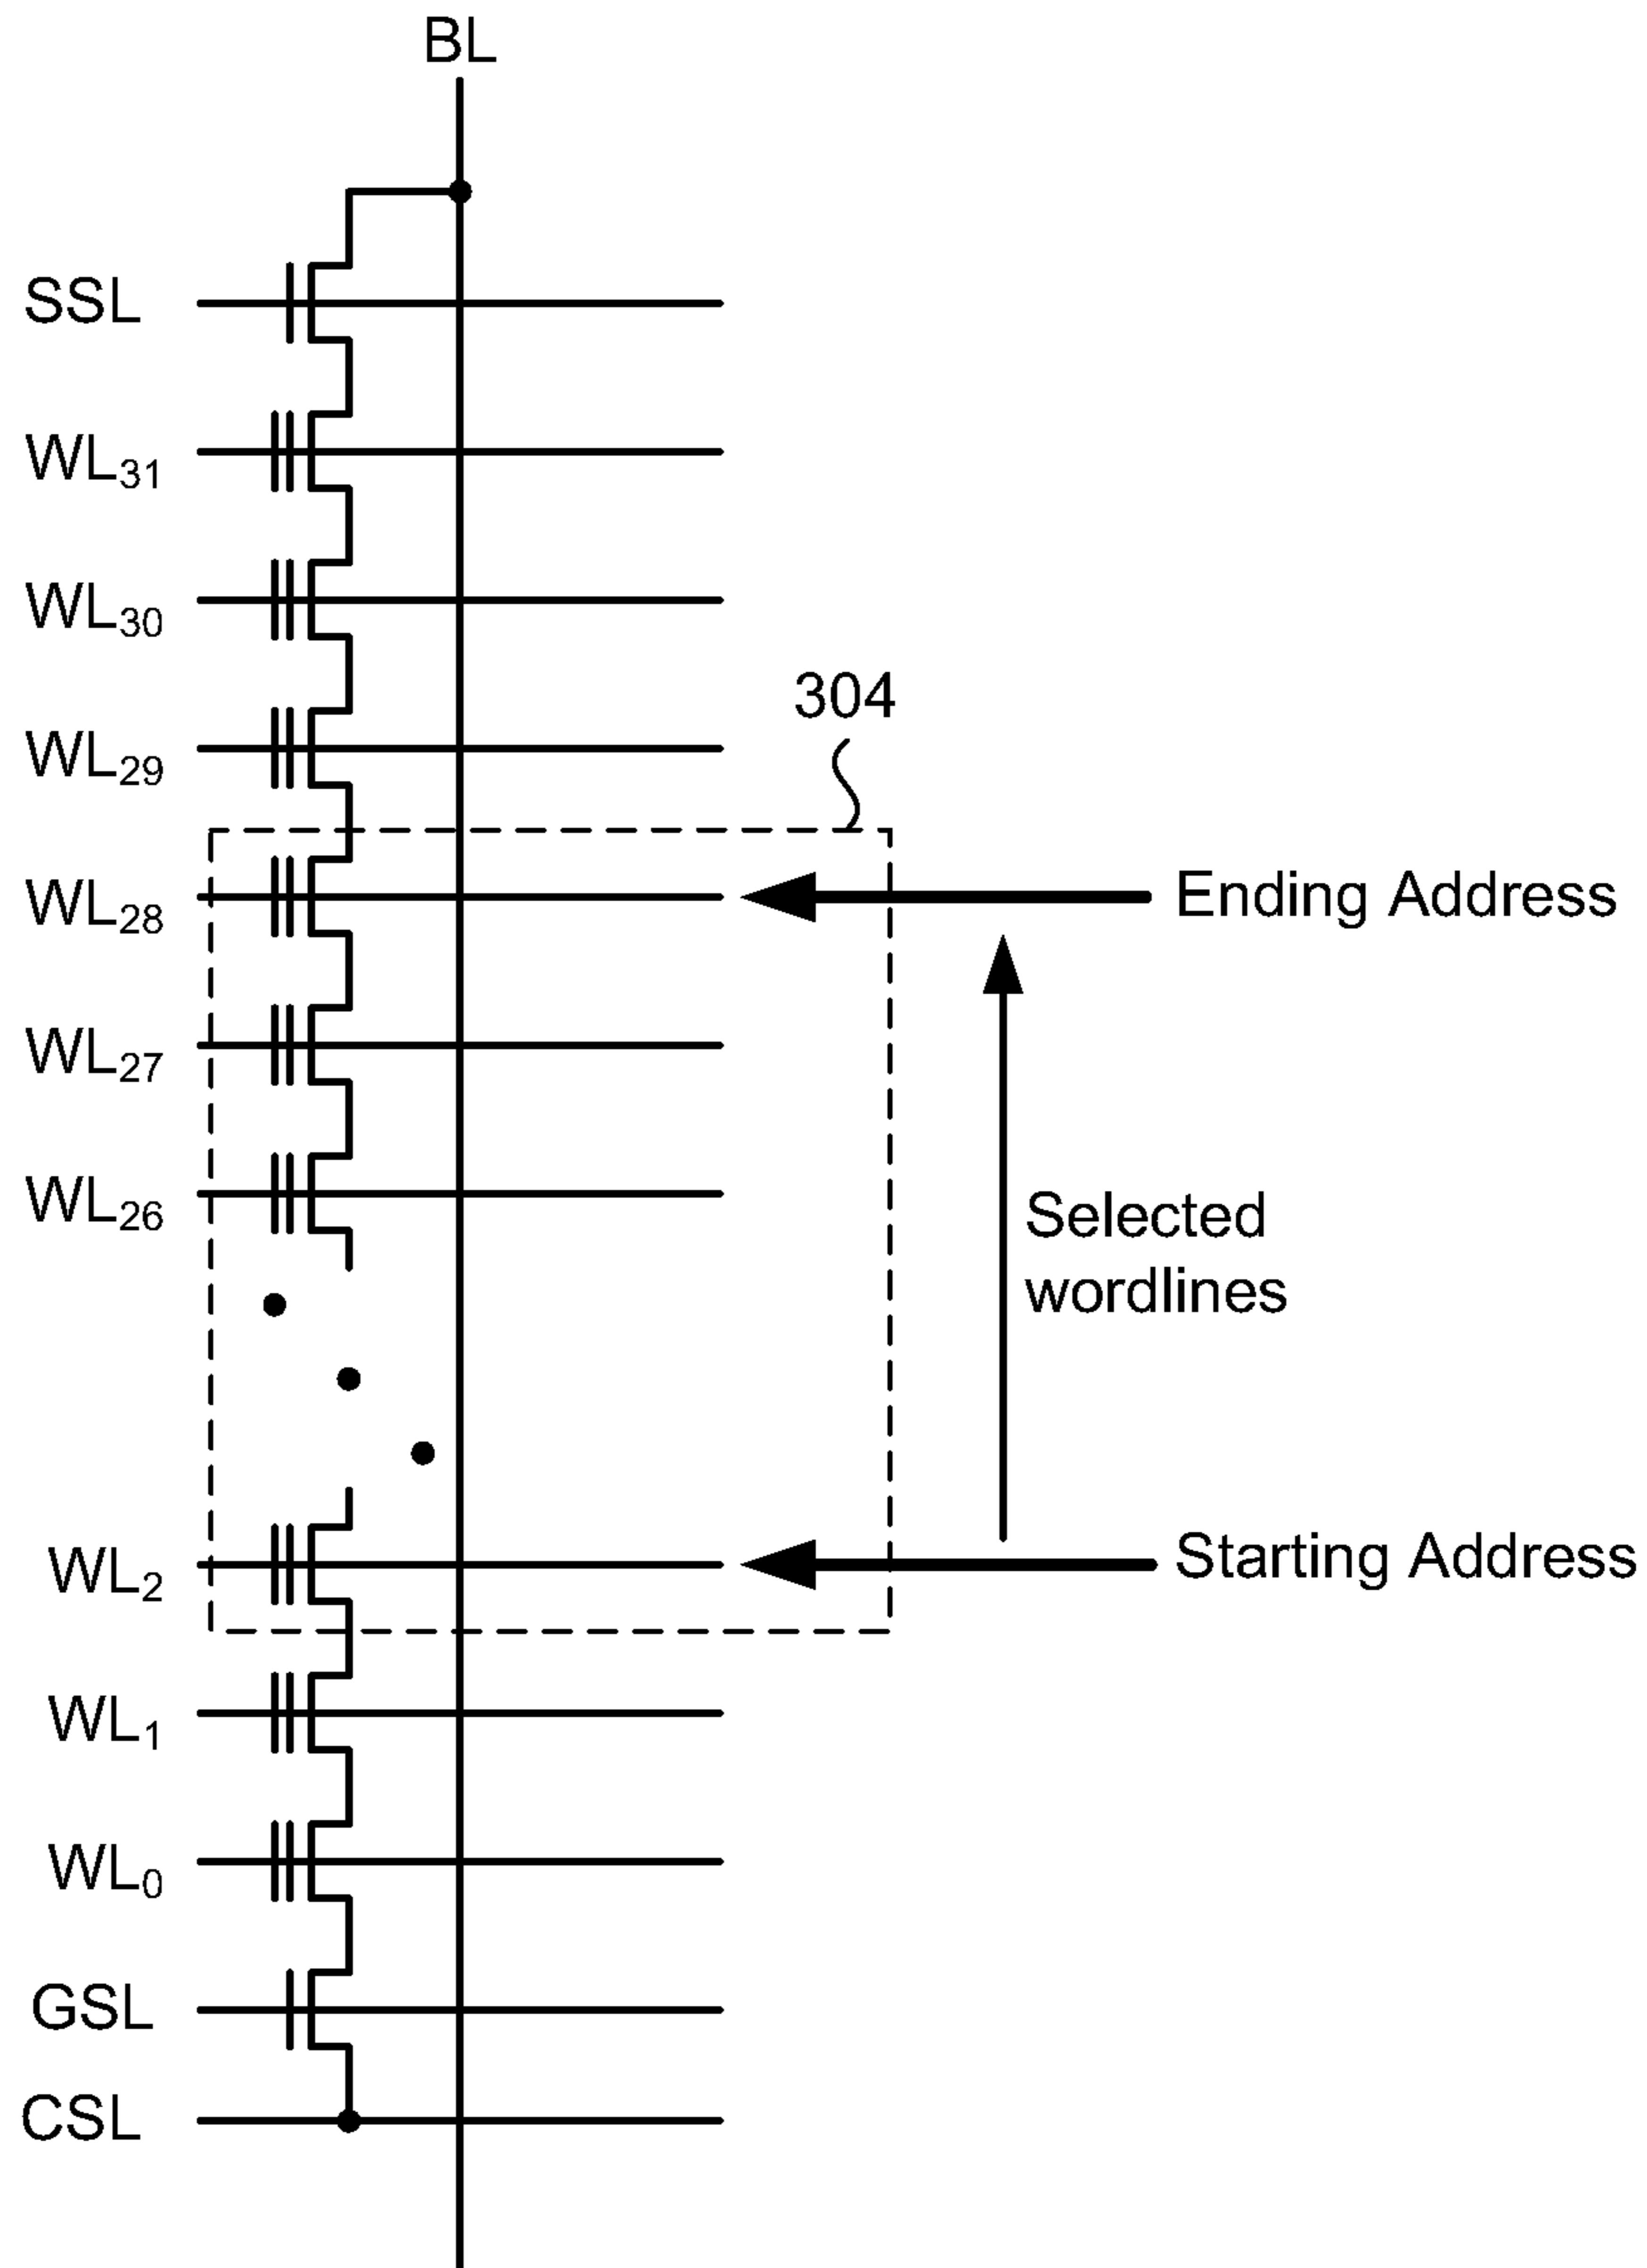 BL
SSL
WL31
WL30
WL29
304
WL28
Ending Address
WL27
WL26
Selected
wordlines
WL2
Starting Address
WL1
WL0
GSL
CSL